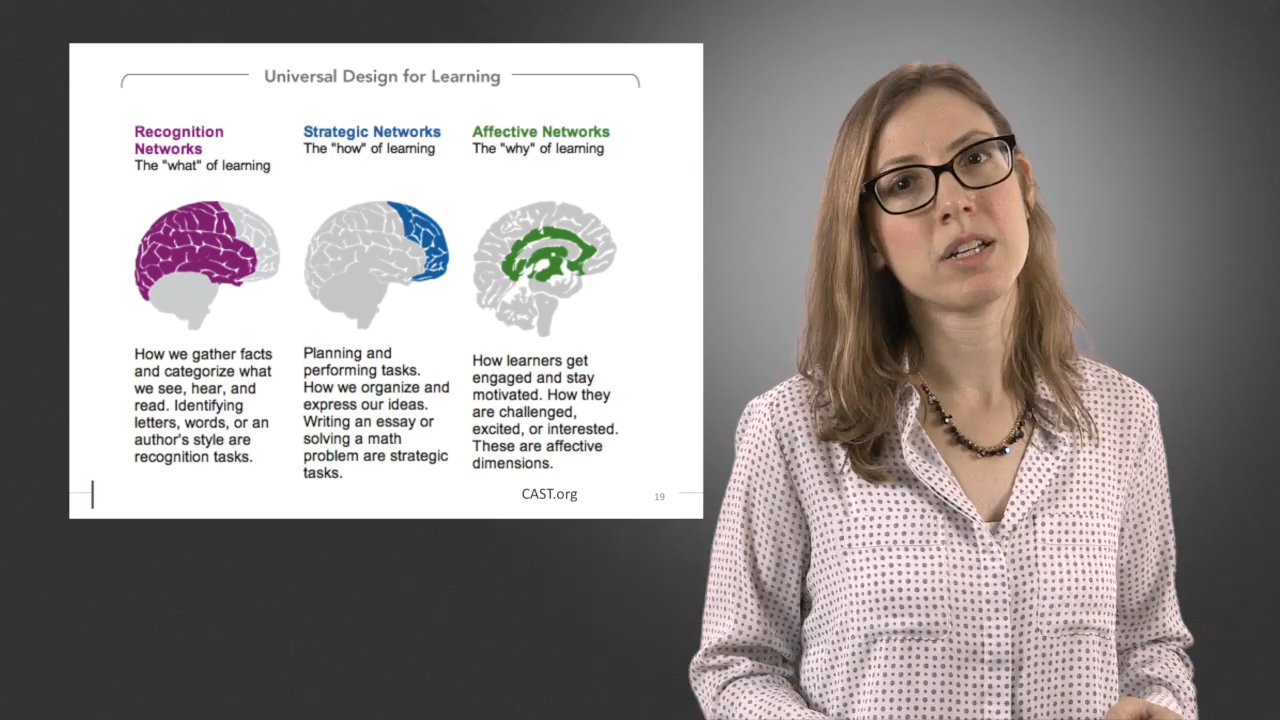 Universal Design for Learning
Recognition
Networks
The "what" of learning
How we gather facts
and categorize what
we see, hear, and
read. Identifying
letters, words, or an
author's style are
recognition tasks.
Strategic Networks
The "how" of learning
Planning and
performing tasks.
How we organize and
express our ideas.
Writing an essay or
solving a math
problem are strategic
tasks.
Affective Networks
The "why" of learning
How learners get
engaged and stay
motivated. How they
are challenged,
excited, or interested.
These are affective
dimensions.
CAST.org
19